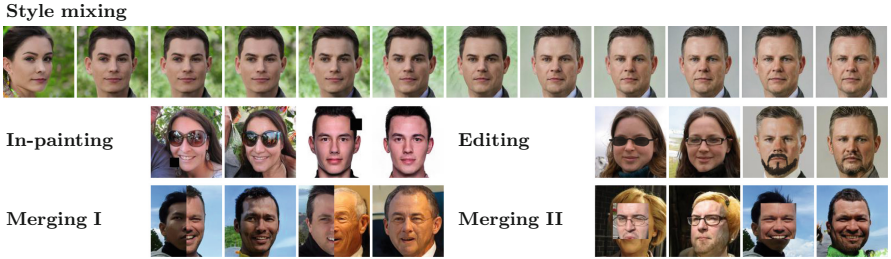 Style mixing
In-painting
Editing
Merging I
Merging II